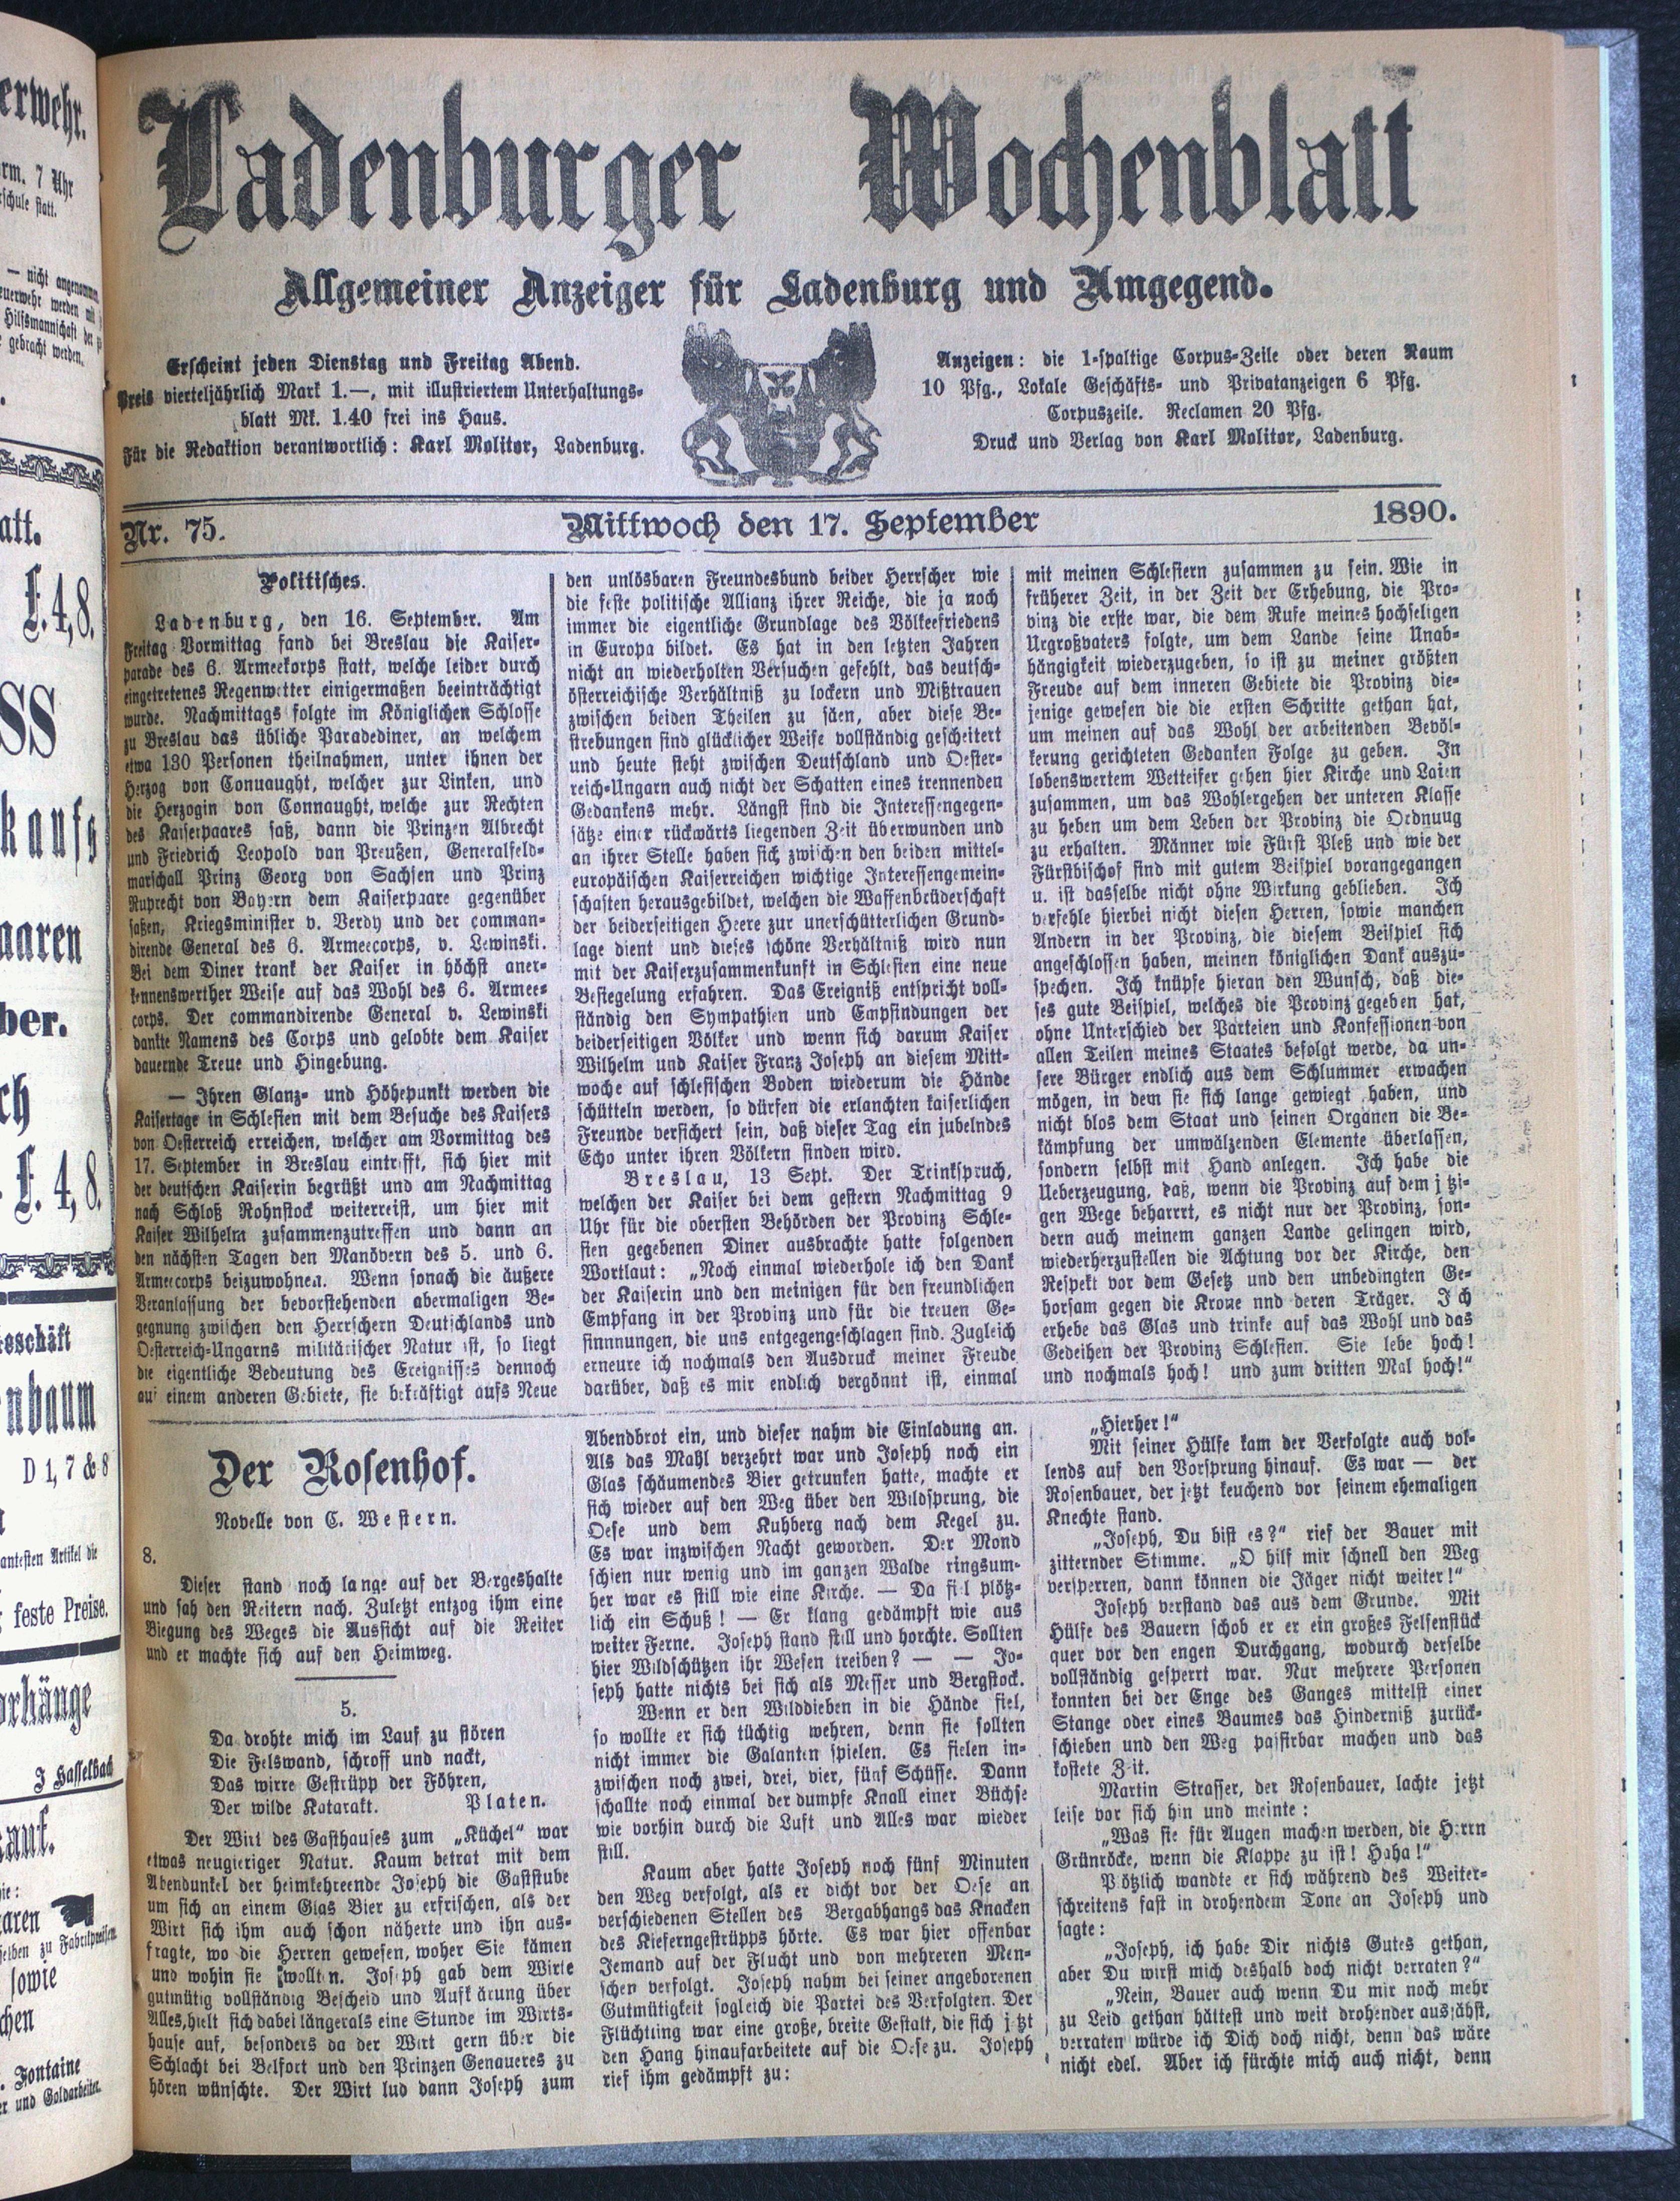 Ladenburger Wochenblatt
Allgemeiner Anzeiger für Ladenburg und Umgegend.
Erscheint jeden Dienstag und Freitag Abend.
Preis vierteljährlich Mark 1.—, mit illustriertem Unterhaltungs-
blatt Mk. 1.40 frei ins Haus.
Für die Redaktion verantwortlich: Karl Molitor, Ladenburg.
Anzeigen: die 1-spaltige Corpus-Zeile oder deren Raum
10 Pfg., Lokale Geschäfts- und Privatanzeigen 6 Pfg.
Corpuszeile. Reclamen 20 Pfg.
Druck und Verlag von Karl Molitor, Ladenburg.
Nr. 75. Mittwoch den 17. September 1890.
Politisches.
Ladenburg, den 16. September. Am
Freitag Vormittag fand bei Breslau die Kaiser-
parade des 6. Armeekorps statt, welche leider durch
eingetretenes Regenwetter einigermaßen beeinträchtigt
wurde. Nachmittags folgte im Königlichen Schlosse
zu Breslau das übliche Paradediner, an welchem
etwa 130 Personen theilnahmen, unter ihnen der
Herzog von Connaught, welcher zur Linken, und
die Herzogin von Connaught, welche zur Rechten
des Kaiserpaares saß, dann die Prinzen Albrecht
und Friedrich Leopold van Preußen, Generalfeld-
marschall Prinz Georg von Sachsen und Prinz
Ruprecht von Bayern dem Kaiserpaare gegenüber
saßen, Kriegsminister v. Verdy und der comman-
dirende General des 6. Armeecorps, v. Lewinski.
Bei dem Diner trank der Kaiser in höchst aner-
kennenswerther Weise auf das Wohl des 6. Armee-
corps. Der commandirende General v. Lewinski
dankte Namens des Corps und gelobte dem Kaiser
dauernde Treue und Hingebung.
— Ihren Glanz- und Höhepunkt werden die
Kaisertage in Schlesien mit dem Besuche des Kaisers
von Oesterreich erreichen, welcher am Vormittag des
17. September in Breslau eintrifft, sich hier mit
der deutschen Kaiserin begrüßt und am Nachmittag
nach Schloß Rohnstock weiterreist, um hier mit
Kaiser Wilhelm zusammenzutreffen und dann an
den nächsten Tagen den Manövern des 5. und 6.
Armeecorps beizuwohnen. Wenn sonach die äußere
Veranlassung der bevorstehenden abermaligen Be-
gegnung zwischen den Herrschern Deutschlands und
Oesterreich-Ungarns militärischer Natur ist, so liegt
die eigentliche Bedeutung des Ereignisses dennoch
auf einem anderen Gebiete, sie bekräftigt aufs Neue
den unlösbaren Freundesbund beider Herrscher wie
die feste politische Allianz ihrer Reiche, die ja noch
immer die eigentliche Grundlage des Völkeefriedens
in Europa bildet. Es hat in den letzten Jahren
nicht an wiederholten Versuchen gefehlt, das deutsch-
österreichische Verhältniß zu lockern und Mißtrauen
zwischen beiden Theilen zu säen, aber diese Be-
strebungen sind glücklicher Weise vollständig gescheitert
und heute steht zwischen Deutschland und Oester-
reich-Ungarn auch nicht der Schatten eines trennenden
Gedankens mehr. Längst sind die Interessengegen-
sätze einer rückwärts liegenden Zeit überwunden und
an ihrer Stelle haben sich zwischen den beiden mittel-
europäischen Kaiserreichen wichtige Interessengemein-
schaften herausgebildet, welchen die Waffenbrüderschaft
der beiderseitigen Heere zur unerschütterlichen Grund-
lage dient und dieses schöne Verhältniß wird nun
mit der Kaiserzusammenkunft in Schlesien eine neue
Besiegelung erfahren. Das Ereigniß entspricht voll-
ständig den Sympathien und Empfindungen der
beiderseitigen Völker und wenn sich darum Kaiser
Wilhelm und Kaiser Franz Joseph an diesem Mitt-
woche auf schlesischen Boden wiederum die Hände
schütteln werden, so dürfen die erlanchten kaiserlichen
Freunde versichert sein, daß dieser Tag ein jubelndes
Echo unter ihren Völkern finden wird.
Breslau, 13 Sept. Der Trinkspruch,
welchen der Kaiser bei dem gestern Nachmittag 9
Uhr für die obersten Behörden der Provinz Schle-
sien gegebenen Diner ausbrachte hatte folgenden
Wortlaut: „Noch einmal wiederhole ich den Dank
der Kaiserin und den meinigen für den freundlichen
Empfang in der Provinz und für die treuen Ge-
sinnnungen, die uns entgegengeschlagen sind. Zugleich
erneure ich nochmals den Ausdruck meiner Freude
darüber, daß es mir endlich vergönnt ist, einmal
mit meinen Schlesiern zusammen zu sein. Wie in
früherer Zeit, in der Zeit der Erhebung, die Pro-
vinz die erste war, die dem Rufe meines hochseligen
Urgroßvaters folgte, um dem Lande seine Unab-
hängigkeit wiederzugeben, so ist zu meiner größten
Freude auf dem inneren Gebiete die Provinz die-
jenige gewesen die die ersten Schritte gethan hat,
um meinen auf das Wohl der arbeitenden Bevöl-
kerung gerichteten Gedanken Folge zu geben. In
lobenswertem Wetteifer gehen hier Kirche und Laien
zusammen, um das Wohlergehen der unteren Klasse
zu heben um dem Leben der Provinz die Ordnuug
zu erhalten. Männer wie Fürst Pleß und wie der
Fürstbischof sind mit gutem Beispiel vorangegangen
u. ist dasselbe nicht ohne Wirkung geblieben. Ich
verfehle hierbei nicht diesen Herren, sowie manchen
Andern in der Provinz, die diesem Beispiel sich
angeschlossen haben, meinen königlichen Dank auszu-
spechen. Ich knüpfe hieran den Wunsch, daß die-
ses gute Beispiel, welches die Provinz gegeben hat,
ohne Unterschied der Parteien und Konfessionen von
allen Teilen meines Staates befolgt werde, da un-
sere Bürger endlich aus dem Schlummer erwachen
mögen, in dem sie sich lange gewiegt haben, und
nicht blos dem Staat und seinen Organen die Be-
kämpfung der umwälzenden Elemente überlassen,
sondern selbst mit Hand anlegen. Ich habe die
Ueberzeugung, daß, wenn die Provinz auf dem j tzi-
gen Wege beharrt, es nicht nur der Provinz, son-
dern auch meinem ganzen Lande gelingen wird,
wiederherzustellen die Achtung vor der Kirche, den
Respekt vor dem Gesetz und den unbedingten Ge-
horsam gegen die Krone nnd deren Träger. Ich
erhebe das Glas und trinke auf das Wohl und das
Gedeihen der Provinz Schlesien. Sie lebe hoch!
und nochmals hoch! und zum dritten Mal hoch!“
Der Rosenhof.
Novelle von C. Western.
8.
Dieser stand noch lange auf der Bergeshalte
und sah den Reitern nach. Zuletzt entzog ihm eine
Biegung des Weges die Aussicht auf die Reiter
und er machte sich auf den Heimweg.
5.
Da drohte mich im Lauf zu stören
Die Felswand, schroff und nackt,
Das wirre Gestrüpp der Föhren,
Der wilde Katarakt. Platen.
Der Wirt des Gasthauses zum „Küchel“ war
etwas neugieriger Natur. Kaum betrat mit dem
Abendunkel der heimkehreende Joseph die Gaststube
um sich an einem Glas Bier zu erfrischen, als der
Wirt sich ihm auch schon näherte und ihn aus-
fragte, wo die Herren gewesen, woher Sie kämen
und wohin sie wollten. Joseph gab dem Wirte
gutmütig vollständig Bescheid und Aufklärung über
Alles, hielt sich dabei länger als eine Stunde im Wirts-
hause auf, besonders da der Wirt gern über die
Schlacht bei Belfort und den Prinzen Genaueres zu
hören wünschte. Der Wirt lud dann Joseph zum
Abendbrot ein, und dieser nahm die Einladung an.
Als das Mahl verzehrt war und Joseph noch ein
Glas schäumendes Bier getrunken hatte, machte er
sich wieder auf den Weg über den Wildsprung, die
Oese und dem Kuhberg nach dem Kegel zu.
Es war inzwischen Nacht geworden. Der Mond
schien nur wenig und im ganzen Walde ringsum-
her war es still wie eine Kirche. — Da fiel plötz-
lich ein Schuß! — Er klang gedämpft wie aus
weiter Ferne. Joseph stand still und horchte. Sollten
hier Wildschützen ihr Wesen treiben? — — Jo-
seph hatte nichts bei sich als Messer und Bergstock.
Wenn er den Wilddieben in die Hände fiel,
so wollte er sich tüchtig wehren, denn sie sollten
nicht immer die Galanten spielen. Es fielen in-
zwischen noch zwei, drei, vier, fünf Schüsse. Dann
schallte noch einmal der dumpfe Knall einer Büchse
wie vorhin durch die Luft und Alles war wieder
still.
Kaum aber hatte Joseph noch fünf Minuten
den Weg verfolgt, als er dicht vor der Oese an
verschiedenen Stellen des Bergabhangs das Knacken
des Kieferngestrüpps hörte. Es war hier offenbar
Jemand auf der Flucht und von mehreren Men-
schen verfolgt. Joseph nahm bei seiner angeborenen
Gutmütigkeit sogleich die Partei des Verfolgten. Der
Flüchtling war eine große, breite Gestalt, die sich jetzt
den Hang hinaufarbeitete auf die Oese zu. Joseph
rief ihm gedämpft zu:
„Hierher!“
Mit seiner Hülfe kam der Verfolgte auch vol-
lends auf den Vorsprung hinauf. Es war — der
Rosenbauer, der jetzt keuchend vor seinem ehemaligen
Knechte stand.
„Joseph, Du bist es?“ rief der Bauer mit
zitternder Stimme. „O hilf mir schnell den Weg
versperren, dann können die Jäger nicht weiter!“
Joseph verstand das aus dem Grunde. Mit
Hülfe des Bauern schob er er ein großes Felsenstück
quer vor den engen Durchgang, wodurch derselbe
vollständig gesperrt war. Nur mehrere Personen
konnten bei der Enge des Ganges mittelst einer
Stange oder eines Baumes das Hinderniß zurück-
schieben und den Weg passirbar machen und das
kostete Zeit.
Martin Strasser, der Rosenbauer, lachte jetzt
leise vor sich hin und meinte:
„Was sie für Augen machen werden, die Herrn
Grünröcke, wenn die Klappe zu ist! Haha!“
Plötzlich wandte er sich während des Weiter-
schreitens fast in drohendem Tone an Joseph und
sagte:
„Joseph, ich habe Dir nichts Gutes gethan,
aber Du wirst mich deshalb doch nicht verraten?“
„Nein, Bauer auch wenn Du mir noch mehr
zu Leid gethan hättest und weit drohender aussähst,
verraten würde ich Dich doch nicht, denn das wäre
nicht edel. Aber ich fürchte mich auch nicht, denn
erwehr.
rm. 7 Uhr
statt.
— nicht angenommen
euerwehr werden mit
Hilfsmannschaft der
gebracht werden.
att.
£. 4,8.
SS
kaufs
aaren
ber.
ch
£. 4,8.
nbaum
D 1, 7 & 8
antesten Artikel die
feste Preise.
orhänge
J Hasselbach
auf.
aren
selben zu Fabrikpreisen
sowie
chen
Fontaine
er und Goldarbeiter.